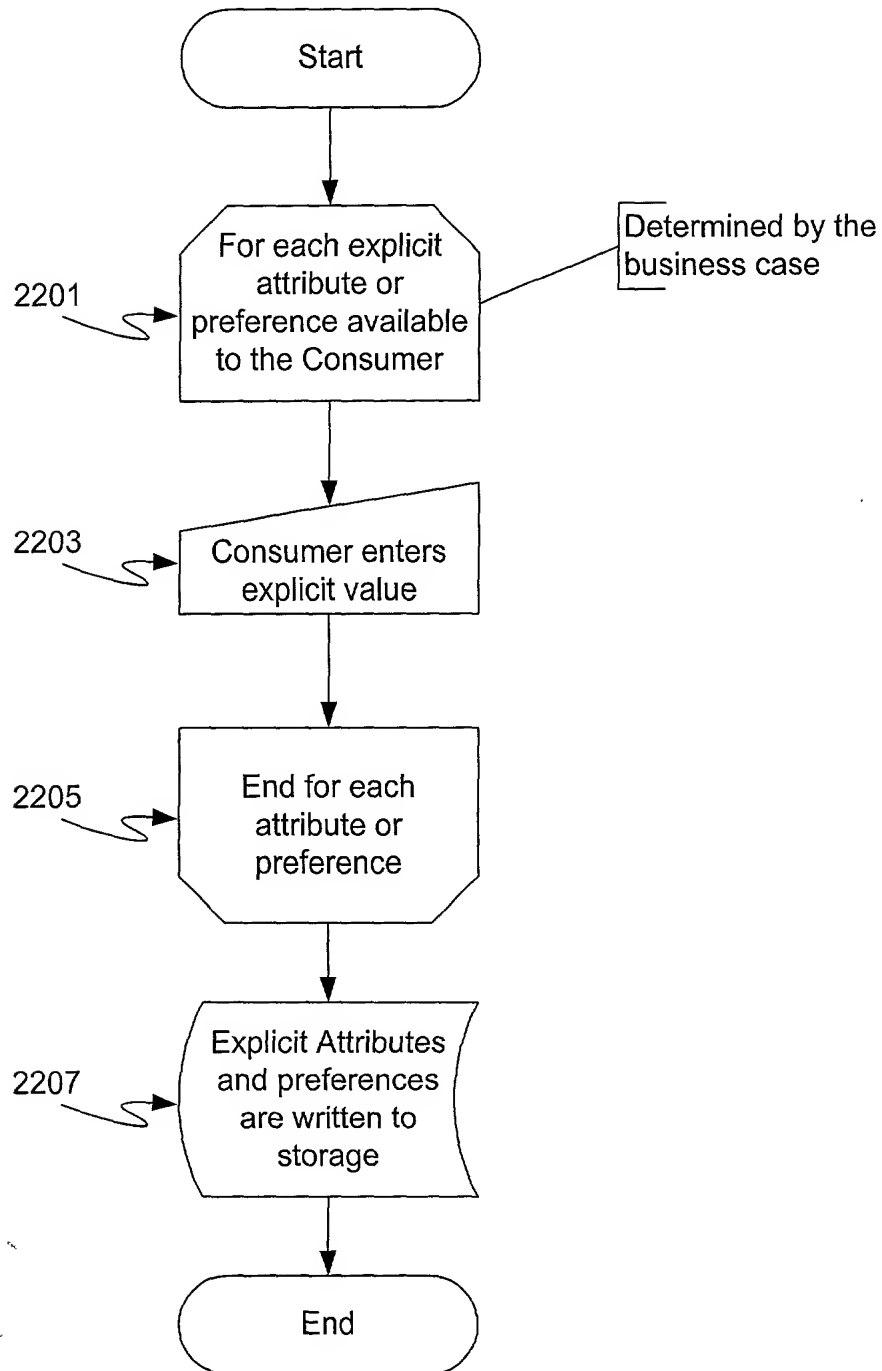 Start
For each explicit
attribute or
preference available
to the Consumer
Determined by the
business case
2201
Consumer enters
explicit value
2203
End for each
attribute or
preference
2205
Explicit Attributes
and preferences
are written to
storage
2207
End